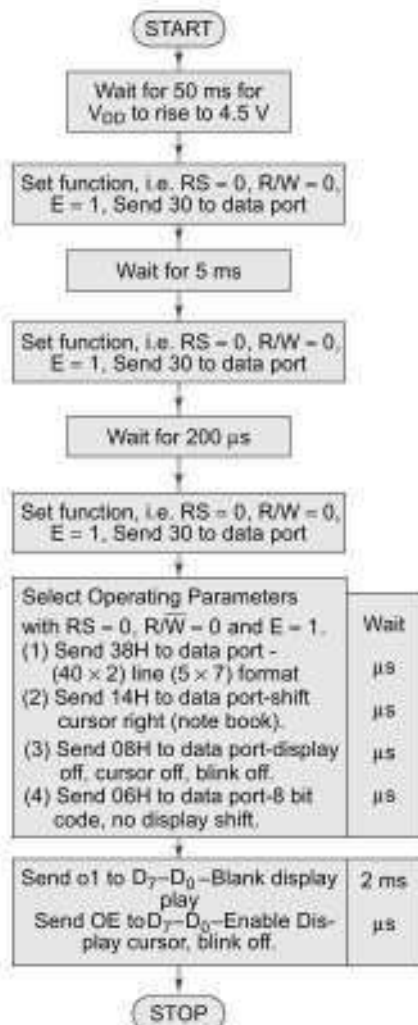 START
Wait for 50 ms for
VDD to rise to 4.5 V
Set function, i.e. RS = 0, R/W = 0,
E = 1, Send 30 to data port
Wait for 5 ms
Set function, i.e. RS = 0, R/W = 0,
E = 1, Send 30 to data port
Wait for 200 µs
Set function, i.e. RS = 0, R/W = 0,
E = 1, Send 30 to data port
Select Operating Parameters
with RS = 0, R/W̅ = 0 and E = 1. Wait
(1) Send 38H to data port -
(40 × 2) line (5 × 7) format µs
(2) Send 14H to data port-shift
cursor right (note book). µs
(3) Send 08H to data port-display
off, cursor off, blink off. µs
(4) Send 06H to data port-8 bit
code, no display shift. µs
Send o1 to D7–D0–Blank display
play 2 ms
Send OE toD7–D0–Enable Dis-
play cursor, blink off. µs
STOP